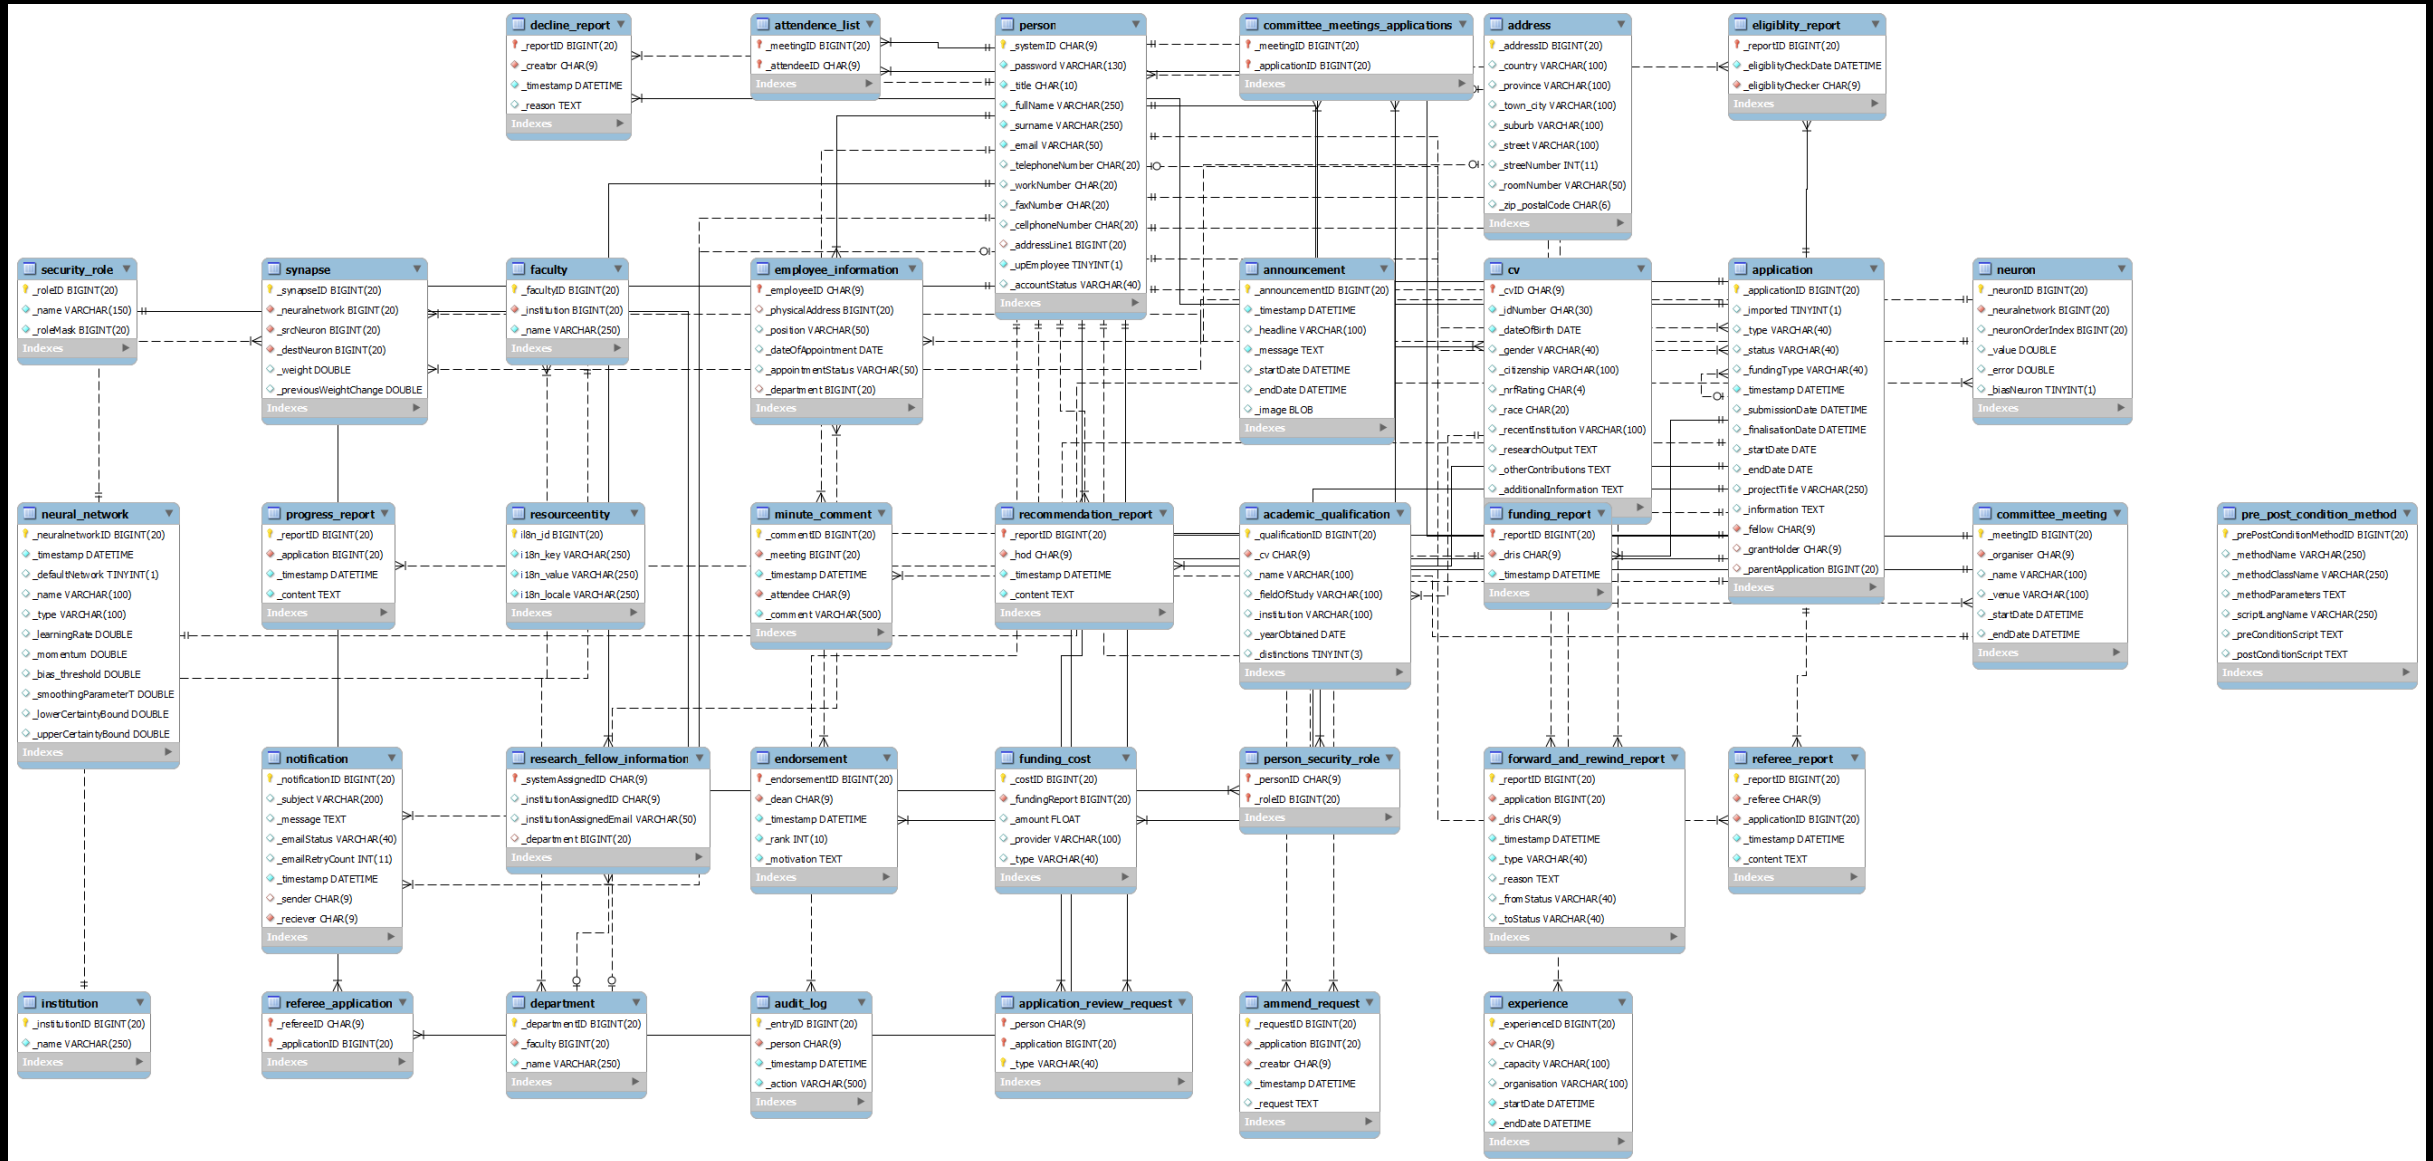 decline_report
_reportID BIGINT(20)
_creator CHAR(9)
_timestamp DATETIME
_reason TEXT
Indexes
attendence_list
_meetingID BIGINT(20)
_attendeeID CHAR(9)
Indexes
person
_systemID CHAR(9)
_password VARCHAR(130)
_title CHAR(10)
_fullName VARCHAR(250)
_surname VARCHAR(250)
_email VARCHAR(50)
_telephoneNumber CHAR(20)
_workNumber CHAR(20)
_faxNumber CHAR(20)
_cellphoneNumber CHAR(20)
_addressLine1 BIGINT(20)
_upEmployee TINYINT(1)
_accountStatus VARCHAR(40)
Indexes
committee_meetings_applications
_meetingID BIGINT(20)
_applicationID BIGINT(20)
Indexes
address
_addressID BIGINT(20)
_country VARCHAR(100)
_province VARCHAR(100)
_town_city VARCHAR(100)
_suburb VARCHAR(100)
_street VARCHAR(100)
_streeNumber INT(11)
_roomNumber VARCHAR(50)
_zip_postalCode CHAR(6)
Indexes
eligiblity_report
_reportID BIGINT(20)
_eligiblityCheckDate DATETIME
_eligiblityChecker CHAR(9)
Indexes
security_role
_roleID BIGINT(20)
_name VARCHAR(150)
_roleMask BIGINT(20)
Indexes
synapse
_synapseID BIGINT(20)
_neuralnetwork BIGINT(20)
_srcNeuron BIGINT(20)
_destNeuron BIGINT(20)
_weight DOUBLE
_previousWeightChange DOUBLE
Indexes
faculty
_facultyID BIGINT(20)
_institution BIGINT(20)
_name VARCHAR(250)
Indexes
employee_information
_employeeID CHAR(9)
_physicalAddress BIGINT(20)
_position VARCHAR(50)
_dateOfAppointment DATE
_appointmentStatus VARCHAR(50)
_department BIGINT(20)
Indexes
announcement
_announcementID BIGINT(20)
_timestamp DATETIME
_headline VARCHAR(100)
_message TEXT
_startDate DATETIME
_endDate DATETIME
_image BLOB
Indexes
cv
_cvID CHAR(9)
_idNumber CHAR(30)
_dateOfBirth DATE
_gender VARCHAR(40)
_citizenship VARCHAR(100)
_nrfRating CHAR(4)
_race CHAR(20)
_recentInstitution VARCHAR(100)
_researchOutput TEXT
_otherContributions TEXT
_additionalInformation TEXT
application
_applicationID BIGINT(20)
_imported TINYINT(1)
_type VARCHAR(40)
_status VARCHAR(40)
_fundingType VARCHAR(40)
_timestamp DATETIME
_submissionDate DATETIME
_finalisationDate DATETIME
_startDate DATE
_endDate DATE
_projectTitle VARCHAR(250)
_information TEXT
_fellow CHAR(9)
_grantHolder CHAR(9)
_parentApplication BIGINT(20)
Indexes
neuron
_neuronID BIGINT(20)
_neuralnetwork BIGINT(20)
_neuronOrderIndex BIGINT(20)
_value DOUBLE
_error DOUBLE
_biasNeuron TINYINT(1)
Indexes
neural_network
_neuralnetworkID BIGINT(20)
_timestamp DATETIME
_defaultNetwork TINYINT(1)
_name VARCHAR(100)
_type VARCHAR(100)
_learningRate DOUBLE
_momentum DOUBLE
_bias_threshold DOUBLE
_smoothingParameterT DOUBLE
_lowerCertaintyBound DOUBLE
_upperCertaintyBound DOUBLE
Indexes
progress_report
_reportID BIGINT(20)
_application BIGINT(20)
_timestamp DATETIME
_content TEXT
Indexes
resourceentity
il8n_id BIGINT(20)
i18n_key VARCHAR(250)
i18n_value VARCHAR(250)
i18n_locale VARCHAR(250)
Indexes
minute_comment
_commentID BIGINT(20)
_meeting BIGINT(20)
_timestamp DATETIME
_attendee CHAR(9)
_comment VARCHAR(500)
Indexes
recommendation_report
_reportID BIGINT(20)
_hod CHAR(9)
_timestamp DATETIME
_content TEXT
Indexes
academic_qualification
_qualificationID BIGINT(20)
_cv CHAR(9)
_name VARCHAR(100)
_fieldOfStudy VARCHAR(100)
_institution VARCHAR(100)
_yearObtained DATE
_distinctions TINYINT(3)
Indexes
funding_report
_reportID BIGINT(20)
_dris CHAR(9)
_timestamp DATETIME
Indexes
committee_meeting
_meetingID BIGINT(20)
_organiser CHAR(9)
_name VARCHAR(100)
_venue VARCHAR(100)
_startDate DATETIME
_endDate DATETIME
Indexes
pre_post_condition_method
_prePostConditionMethodID BIGINT(20)
_methodName VARCHAR(250)
_methodClassName VARCHAR(250)
_methodParameters TEXT
_scriptLangName VARCHAR(250)
_preConditionScript TEXT
_postConditionScript TEXT
Indexes
notification
_notificationID BIGINT(20)
_subject VARCHAR(200)
_message TEXT
_emailStatus VARCHAR(40)
_emailRetryCount INT(11)
_timestamp DATETIME
_sender CHAR(9)
_reciever CHAR(9)
Indexes
research_fellow_information
_systemAssignedID CHAR(9)
_institutionAssignedID CHAR(9)
_institutionAssignedEmail VARCHAR(50)
_department BIGINT(20)
Indexes
endorsement
_endorsementID BIGINT(20)
_dean CHAR(9)
_timestamp DATETIME
_rank INT(10)
_motivation TEXT
Indexes
funding_cost
_costID BIGINT(20)
_fundingReport BIGINT(20)
_amount FLOAT
_provider VARCHAR(100)
_type VARCHAR(40)
Indexes
person_security_role
_personID CHAR(9)
_roleID BIGINT(20)
Indexes
forward_and_rewind_report
_reportID BIGINT(20)
_application BIGINT(20)
_dris CHAR(9)
_timestamp DATETIME
_type VARCHAR(40)
_reason TEXT
_fromStatus VARCHAR(40)
_toStatus VARCHAR(40)
Indexes
referee_report
_reportID BIGINT(20)
_referee CHAR(9)
_applicationID BIGINT(20)
_timestamp DATETIME
_content TEXT
Indexes
institution
_institutionID BIGINT(20)
_name VARCHAR(250)
Indexes
referee_application
_refereeID CHAR(9)
_applicationID BIGINT(20)
Indexes
department
_departmentID BIGINT(20)
_faculty BIGINT(20)
_name VARCHAR(250)
Indexes
audit_log
_entryID BIGINT(20)
_person CHAR(9)
_timestamp DATETIME
_action VARCHAR(500)
Indexes
application_review_request
_person CHAR(9)
_application BIGINT(20)
_type VARCHAR(40)
Indexes
ammend_request
_requestID BIGINT(20)
_application BIGINT(20)
_creator CHAR(9)
_timestamp DATETIME
_request TEXT
Indexes
experience
_experienceID BIGINT(20)
_cv CHAR(9)
_capacity VARCHAR(100)
_organisation VARCHAR(100)
_startDate DATETIME
_endDate DATETIME
Indexes